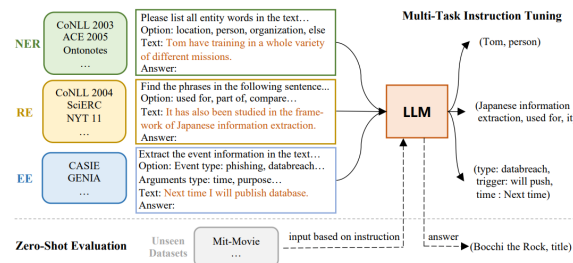 Multi-Task Instruction Tuning
NER
CoNLL 2003
ACE 2005
Ontonotes
…
Please list all entity words in the text…
Option: location, person, organization, else
Text: Tom have training in a whole variety
of different missions.
Answer:
RE
CoNLL 2004
SciERC
NYT 11
…
Find the phrases in the following sentence...
Option: used for, part of, compare…
Text: It has also been studied in the frame-
work of Japanese information extraction.
Answer:
EE
CASIE
GENIA
…
Extract the event information in the text…
Option: Event type: phishing, databreach…
Arguments type: time, purpose…
Text: Next time I will publish database.
Answer:
LLM
(Tom, person)
(Japanese information
extraction, used for, it
(type: databreach,
trigger: will push,
time : Next time)
Zero-Shot Evaluation
Unseen
Datasets
Mit-Movie
…
input based on instruction
answer
(Bocchi the Rock, title)